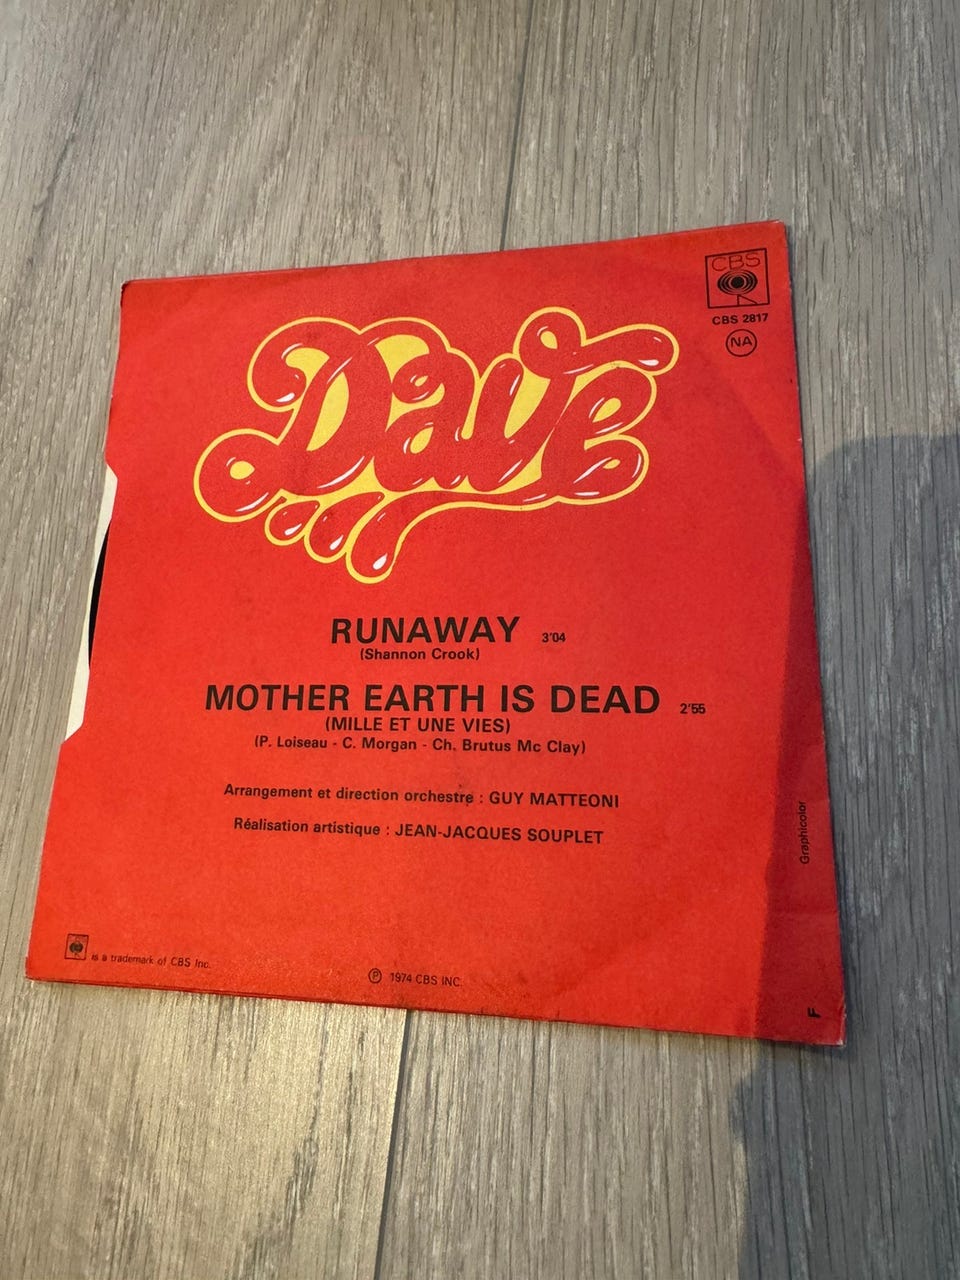 CBS
CBS 2817
NA
Dave
RUNAWAY 3'04
(Shannon Crook)
MOTHER EARTH IS DEAD 2'55
(MILLE ET UNE VIES)
(P. Loiseau - C. Morgan - Ch. Brutus Mc Clay)
Arrangement et direction orchestre : GUY MATTEONI
Réalisation artistique : JEAN-JACQUES SOUPLET
Graphicolor
is a trademark of CBS Inc.
Ⓟ 1974 CBS INC.
F